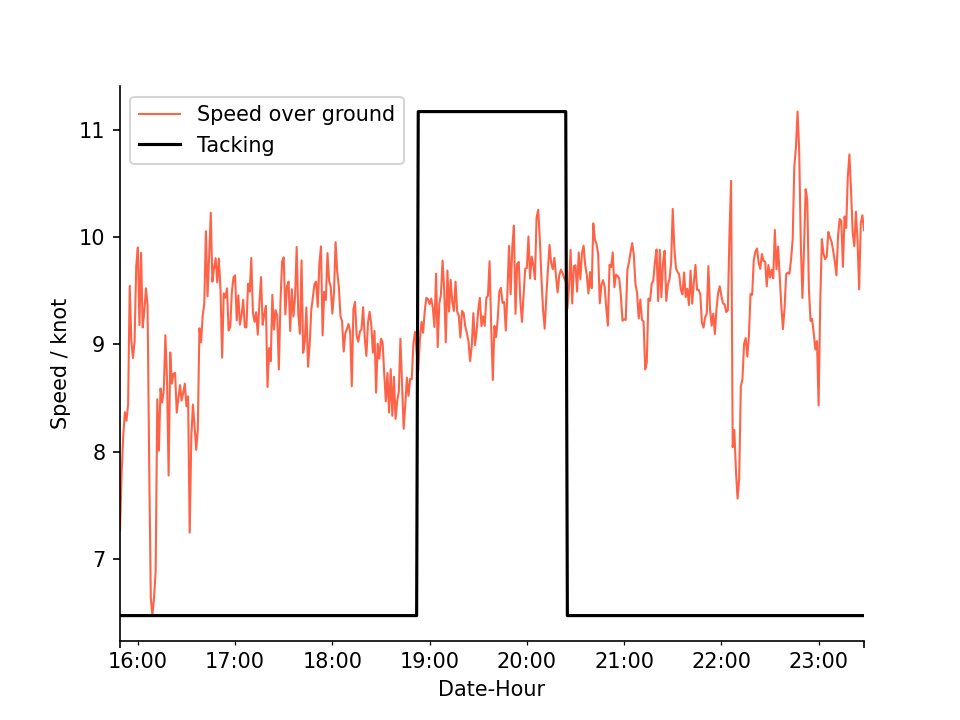 Speed over ground
Tacking
11
10
9
8
7
Speed / knot
16:00 17:00 18:00 19:00 20:00 21:00 22:00 23:00
Date-Hour